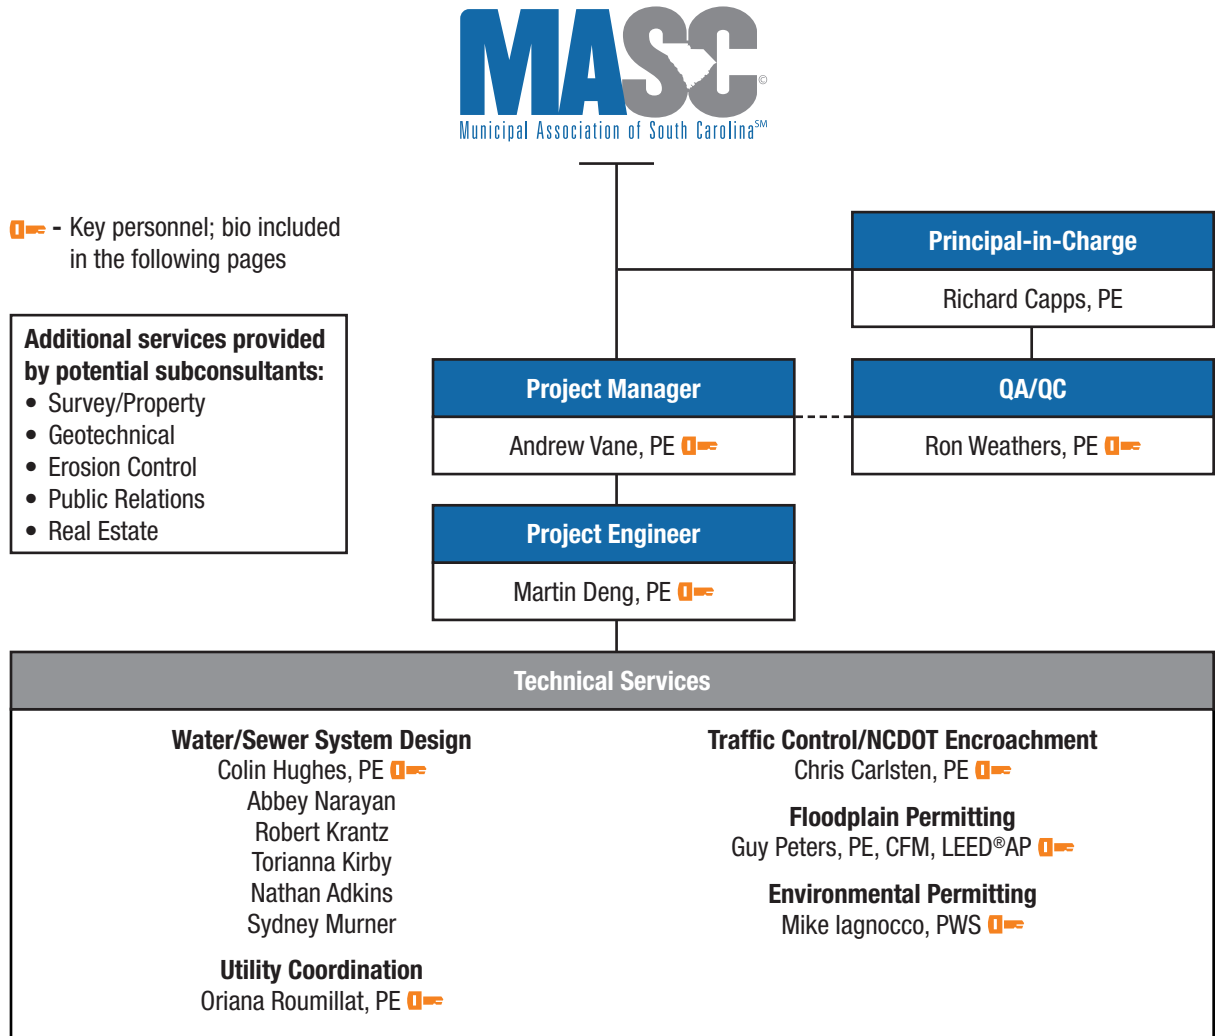 MASC©
Municipal Association of South Carolina℠
- Key personnel; bio included
in the following pages
Additional services provided
by potential subconsultants:
• Survey/Property
• Geotechnical
• Erosion Control
• Public Relations
• Real Estate
Principal-in-Charge
Richard Capps, PE
Project Manager
Andrew Vane, PE
QA/QC
Ron Weathers, PE
Project Engineer
Martin Deng, PE
Technical Services
Water/Sewer System Design
Colin Hughes, PE
Abbey Narayan
Robert Krantz
Torianna Kirby
Nathan Adkins
Sydney Murner
Utility Coordination
Oriana Roumillat, PE
Traffic Control/NCDOT Encroachment
Chris Carlsten, PE
Floodplain Permitting
Guy Peters, PE, CFM, LEED®AP
Environmental Permitting
Mike Iagnocco, PWS